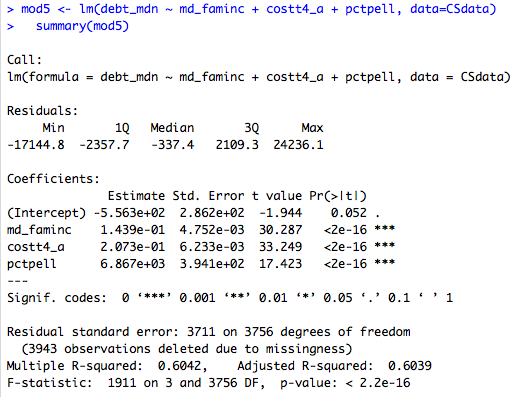 > mod5 <- lm(debt_mdn ~ md_faminc + costt4_a + pctpell, data=CSdata)
>   summary(mod5)
Call:
lm(formula = debt_mdn ~ md_faminc + costt4_a + pctpell, data = CSdata)
Residuals:
     Min       1Q   Median       3Q      Max
-17144.8  -2357.7   -337.4   2109.3  24236.1
Coefficients:
              Estimate Std. Error t value Pr(>|t|)
(Intercept) -5.563e+02  2.862e+02  -1.944    0.052 .
md_faminc    1.439e-01  4.752e-03  30.287   <2e-16 ***
costt4_a     2.073e-01  6.233e-03  33.249   <2e-16 ***
pctpell      6.867e+03  3.941e+02  17.423   <2e-16 ***
---
Signif. codes:  0 ‘***’ 0.001 ‘**’ 0.01 ‘*’ 0.05 ‘.’ 0.1 ‘ ’ 1
Residual standard error: 3711 on 3756 degrees of freedom
  (3943 observations deleted due to missingness)
Multiple R-squared:  0.6042,    Adjusted R-squared:  0.6039
F-statistic:  1911 on 3 and 3756 DF,  p-value: < 2.2e-16